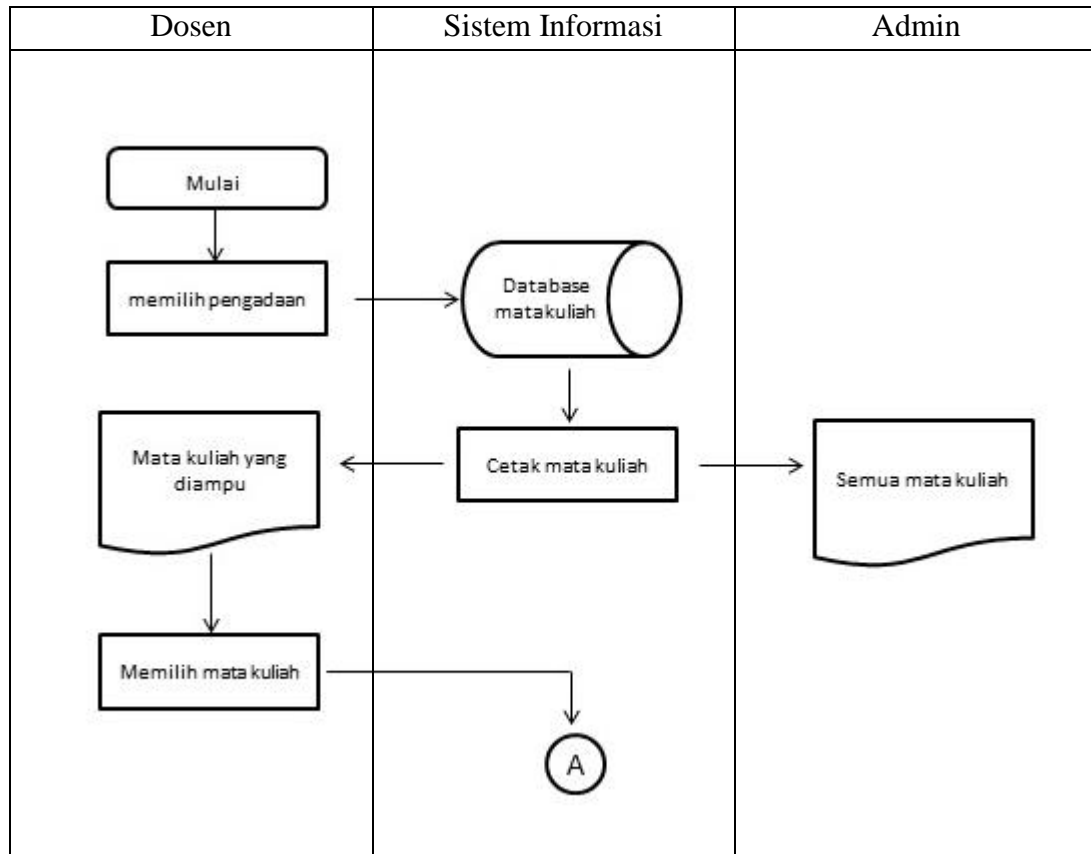 Dosen
Sistem Informasi
Admin
Mulai
memilih pengadaan
Database
matakuliah
Mata kuliah yang
diampu
Cetak mata kuliah
Semua mata kuliah
Memilih mata kuliah
A